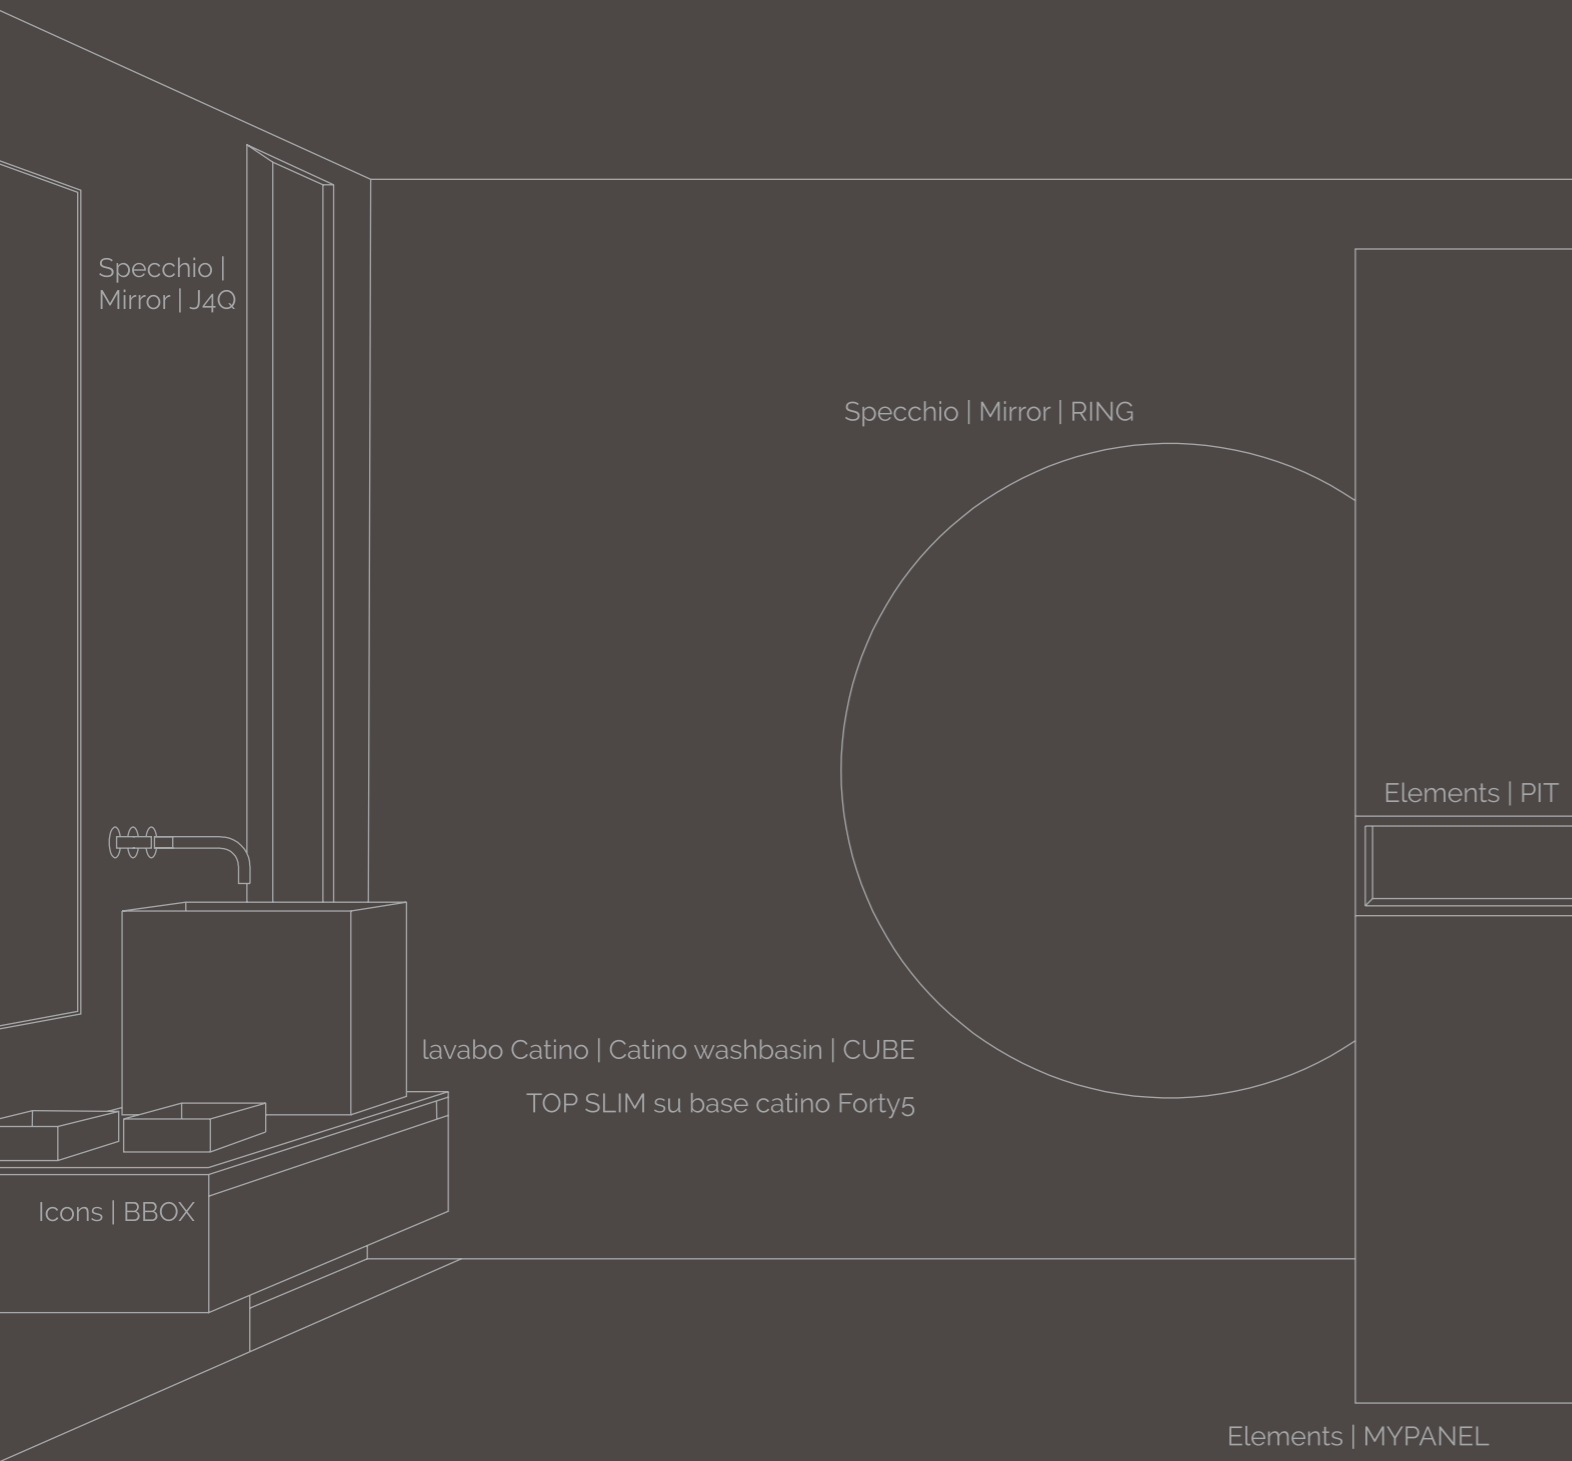 Specchio |
Mirror | J4Q
Specchio | Mirror | RING
Elements | PIT
lavabo Catino | Catino washbasin | CUBE
TOP SLIM su base catino Forty5
Icons | BBOX
Elements | MYPANEL